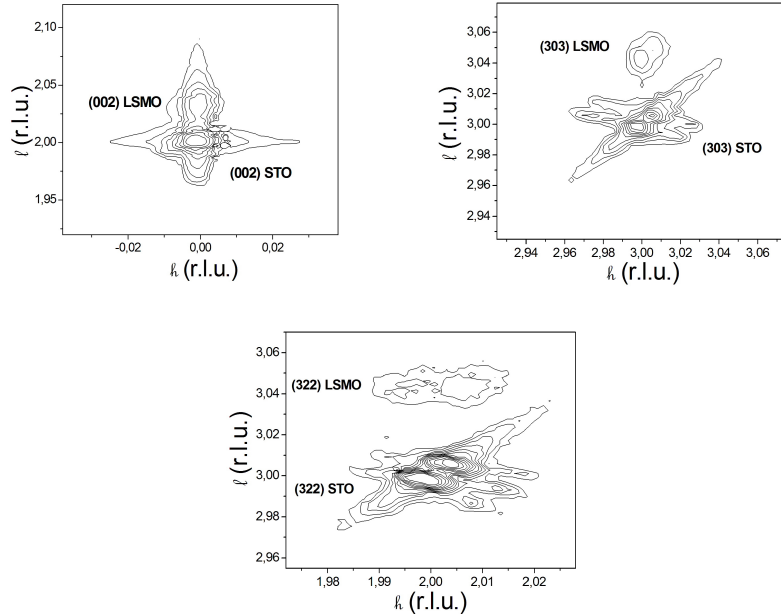 2,10
2,05
2,00
1,95
ℓ (r.l.u.)
(002) LSMO
(002) STO
-0,02
0,00
0,02
h (r.l.u.)
3,06
3,04
3,02
3,00
2,98
2,96
2,94
ℓ (r.l.u.)
(303) LSMO
(303) STO
2,94
2,96
2,98
3,00
3,02
3,04
3,06
h (r.l.u.)
3,06
3,04
3,02
3,00
2,98
2,96
ℓ (r.l.u.)
(322) LSMO
(322) STO
1,98
1,99
2,00
2,01
2,02
h (r.l.u.)